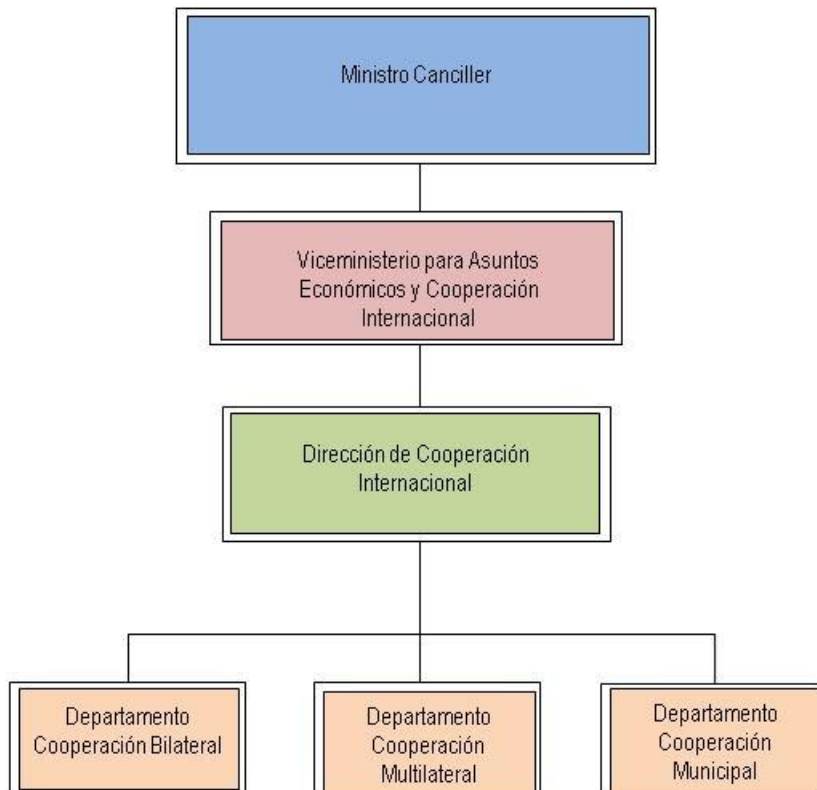 Ministro Canciller
Viceministerio para Asuntos
Económicos y Cooperación
Internacional
Dirección de Cooperación
Internacional
Departamento
Cooperación Bilateral
Departamento
Cooperación
Multilateral
Departamento
Cooperación
Municipal